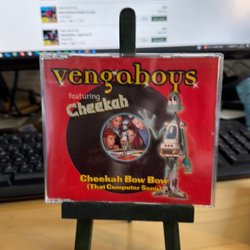 vengaboys
featuring
Cheekah
Cheekah Bow Bow
(That Computer Song)